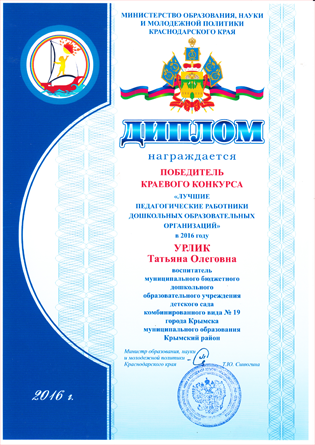 МИНИСТЕРСТВО ОБРАЗОВАНИЯ, НАУКИ
И МОЛОДЕЖНОЙ ПОЛИТИКИ
КРАСНОДАРСКОГО КРАЯ
ДИПЛОМ
награждается
ПОБЕДИТЕЛЬ
КРАЕВОГО КОНКУРСА
«ЛУЧШИЕ
ПЕДАГОГИЧЕСКИЕ РАБОТНИКИ
ДОШКОЛЬНЫХ ОБРАЗОВАТЕЛЬНЫХ
ОРГАНИЗАЦИЙ»
в 2016 году
УРЛИК
Татьяна Олеговна
воспитатель
муниципального бюджетного
дошкольного
образовательного учреждения
детского сада
комбинированного вида № 19
города Крымска
муниципального образования
Крымский район
Министр образования, науки
и молодежной политики
Краснодарского края
Т.Ю. Синюгина
2016 г.